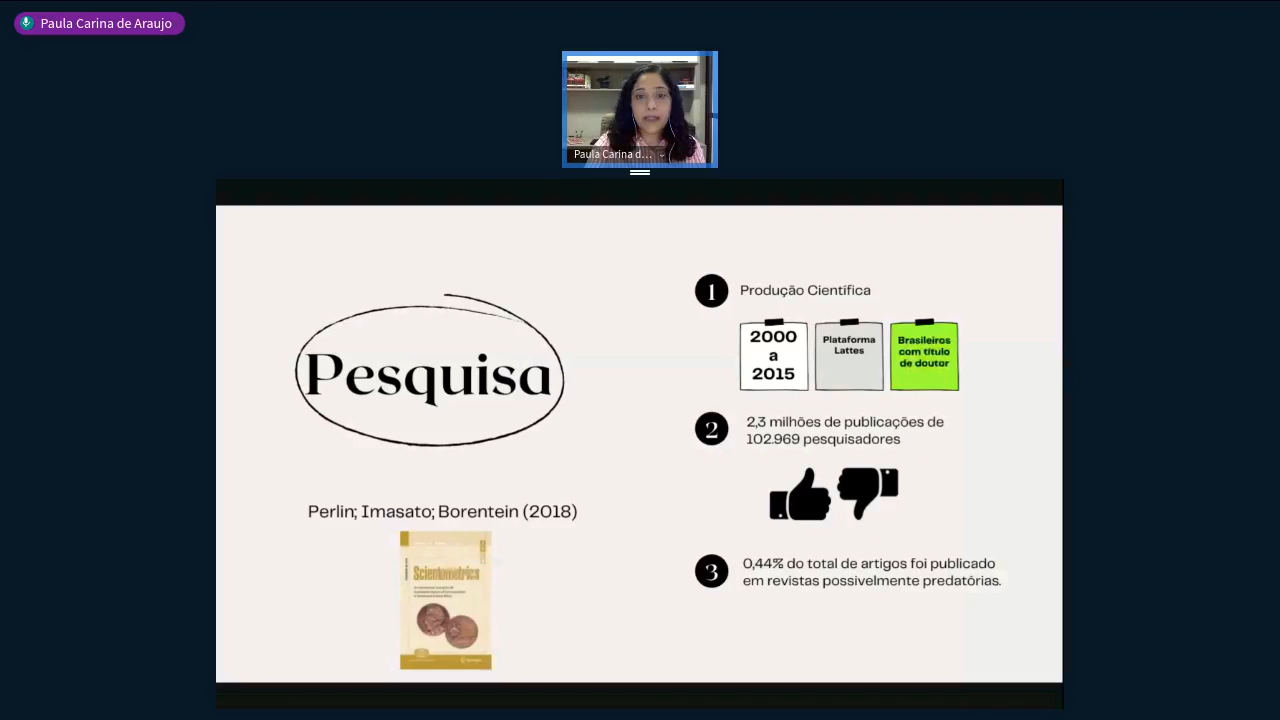 Paula Carina de Araujo
Paula Carina d...
Pesquisa
Perlin; Imasato; Borentein (2018)
Scientometrics
Springer
1
Produção Científica
2000
a
2015
Plataforma
Lattes
Brasileiros
com título
de doutor
2
2,3 milhões de publicações de
102.969 pesquisadores
3
0,44% do total de artigos foi publicado
em revistas possivelmente predatórias.